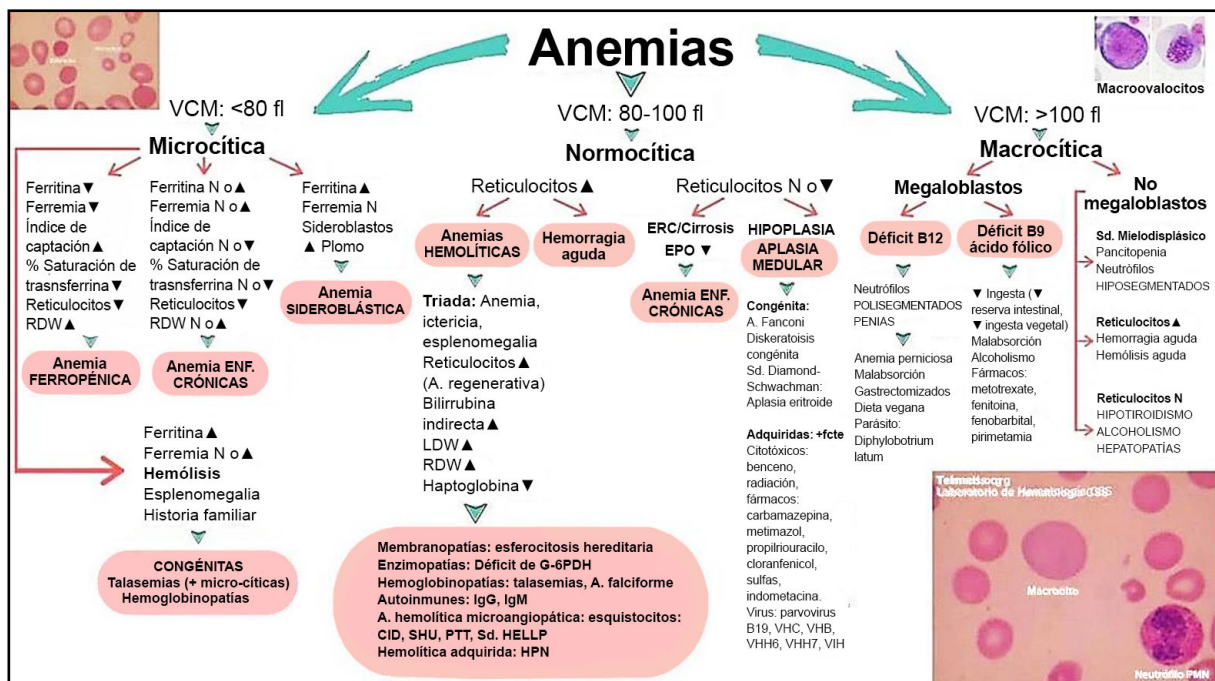 Anemias
Macroovalocitos
VCM: <80 fl
Microcítica
Ferritina▼
Ferremia▼
Índice de
captación▲
% Saturación de
trasnsferrina▼
Reticulocitos▼
RDW▲
Anemia
FERROPÉNICA
Ferritina N o▲
Ferremia N o▲
Índice de
captación N o▼
% Saturación de
trasnsferrina N o▼
Reticulocitos▼
RDW N o▲
Anemia ENF.
CRÓNICAS
Ferritina▲
Ferremia N
Sideroblastos
▲ Plomo
Anemia
SIDEROBLÁSTICA
Ferritina▲
Ferremia N o▲
Hemólisis
Esplenomegalia
Historia familiar
CONGÉNITAS
Talasemias (+ micro-cíticas)
Hemoglobinopatías
VCM: 80-100 fl
Normocítica
Reticulocitos▲
Anemias
HEMOLÍTICAS
Hemorragia
aguda
Triada: Anemia,
ictericia,
esplenomegalia
Reticulocitos▲
(A. regenerativa)
Bilirrubina
indirecta▲
LDW▲
RDW▲
Haptoglobina▼
Membranopatías: esferocitosis hereditaria
Enzimopatías: Déficit de G-6PDH
Hemoglobinopatías: talasemias, A. falciforme
Autoinmunes: IgG, IgM
A. hemolítica microangiopática: esquistocitos:
CID, SHU, PTT, Sd. HELLP
Hemolítica adquirida: HPN
Reticulocitos N o▼
ERC/Cirrosis
EPO ▼
Anemia ENF.
CRÓNICAS
HIPOPLASIA
APLASIA
MEDULAR
Congénita:
A. Fanconi
Diskeratoisis
congénita
Sd. Diamond-
Schwachman:
Aplasia eritroide
Adquiridas: +fcte
Citotóxicos:
benceno,
radiación,
fármacos:
carbamazepina,
metimazol,
propilriouracilo,
cloranfenicol,
sulfas,
indometacina.
Virus: parvovirus
B19, VHC, VHB,
VHH6, VHH7, VIH
VCM: >100 fl
Macrocítica
Megaloblastos
Déficit B12
Neutrófilos
POLISEGMENTADOS
PENIAS
Anemia perniciosa
Malabsorción
Gastrectomizados
Dieta vegana
Parásito:
Diphylobotrium
latum
Déficit B9
ácido fólico
▼ Ingesta (▼
reserva intestinal,
▼ ingesta vegetal)
Malabsorción
Alcoholismo
Fármacos:
metotrexate,
fenitoina,
fenobarbital,
pirimetamia
No
megaloblastos
Sd. Mielodisplásico
Pancitopenia
Neutrófilos
HIPOSEGMENTADOS
Reticulocitos▲
Hemorragia aguda
Hemólisis aguda
Reticulocitos N
HIPOTIROIDISMO
ALCOHOLISMO
HEPATOPATÍAS
Laboratorio de Hematología CSS
Macrocito
Neutrófilo PMN